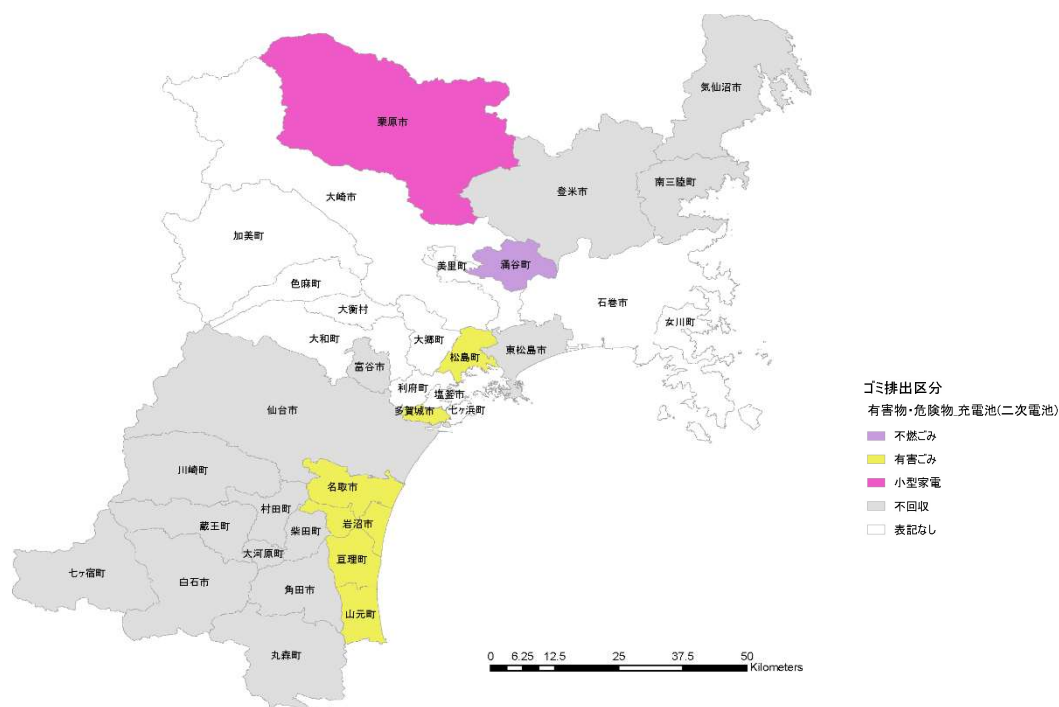 気仙沼市
栗原市
南三陸町
登米市
大崎市
加美町
美里町
涌谷町
色麻町
石巻市
大衡村
女川町
大和町
大郷町
松島町
東松島市
富谷市
利府町
塩釜市
仙台市
多賀城市
七ヶ浜町
川崎町
名取市
村田町
岩沼市
蔵王町
柴田町
大河原町
亘理町
七ヶ宿町
白石市
角田市
山元町
丸森町
ゴミ排出区分
有害物・危険物_充電池(二次電池)
不燃ごみ
有害ごみ
小型家電
不回収
表記なし
0 6.25 12.5 25 37.5 50
Kilometers